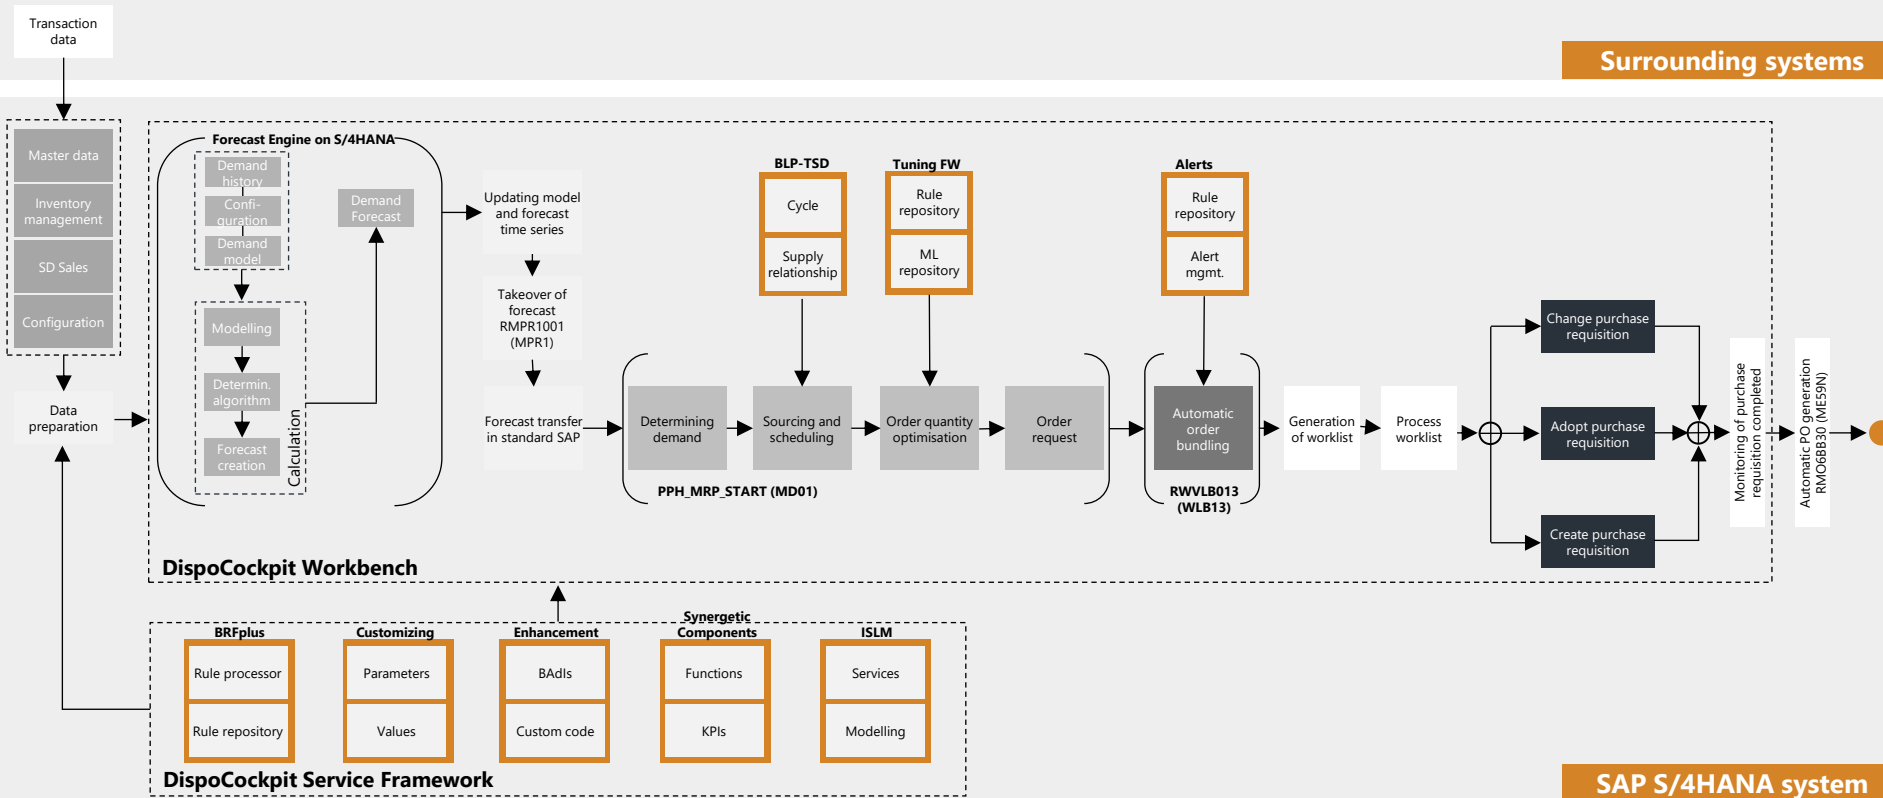 Transaction
data
Surrounding systems
Master data
Inventory
management
SD Sales
Configuration
Data
preparation
Forecast Engine on S/4HANA
Demand
history
Confi-
guration
Demand
model
Modelling
Determin.
algorithm
Forecast
creation
Calculation
Demand
Forecast
Updating model
and forecast
time series
Takeover of
forecast
RMPR1001
(MPR1)
Forecast transfer
in standard SAP
BLP-TSD
Cycle
Supply
relationship
Tuning FW
Rule
repository
ML
repository
Alerts
Rule
repository
Alert
mgmt.
Determining
demand
Sourcing and
scheduling
Order quantity
optimisation
Order
request
PPH_MRP_START (MD01)
Automatic
order
bundling
RWVLB013
(WLB13)
Generation
of worklist
Process
worklist
Change purchase
requisition
Adopt purchase
requisition
Create purchase
requisition
Monitoring of purchase
requisition completed
Automatic PO generation
RMO6BB30 (ME59N)
DispoCockpit Workbench
BRFplus
Rule processor
Rule repository
Customizing
Parameters
Values
Enhancement
BAdIs
Custom code
Synergetic
Components
Functions
KPIs
ISLM
Services
Modelling
DispoCockpit Service Framework
SAP S/4HANA system